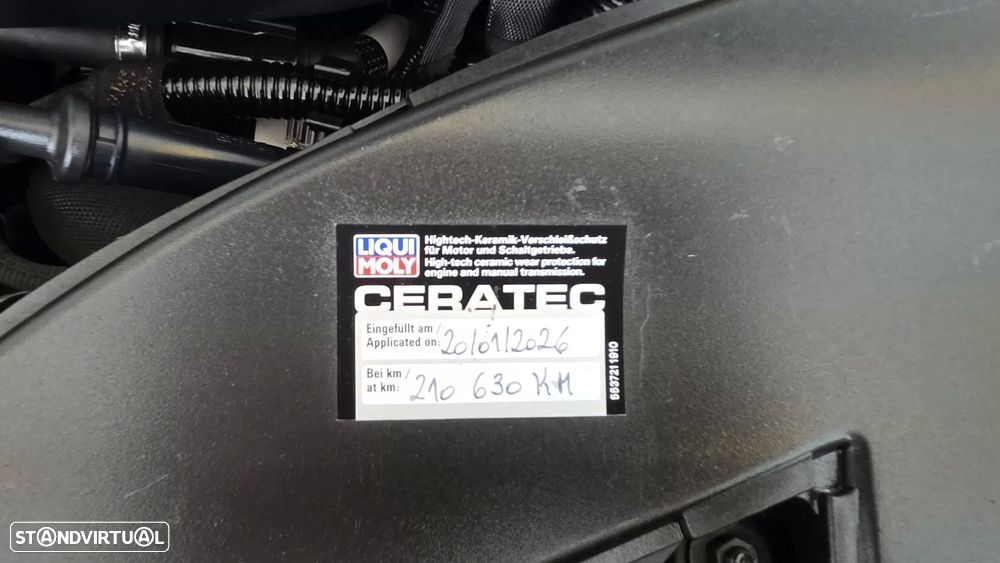 LIQUI
MOLY
Hightech-Keramik-Verschleißschutz
für Motor und Schaltgetriebe.
High-tech ceramic wear protection for
engine and manual transmission.
CERATEC
Eingefüllt am/
Applicated on: 20/01/2026
Bei km/
at km: 210 630 KM
5537211910
STANDVIRTUAL